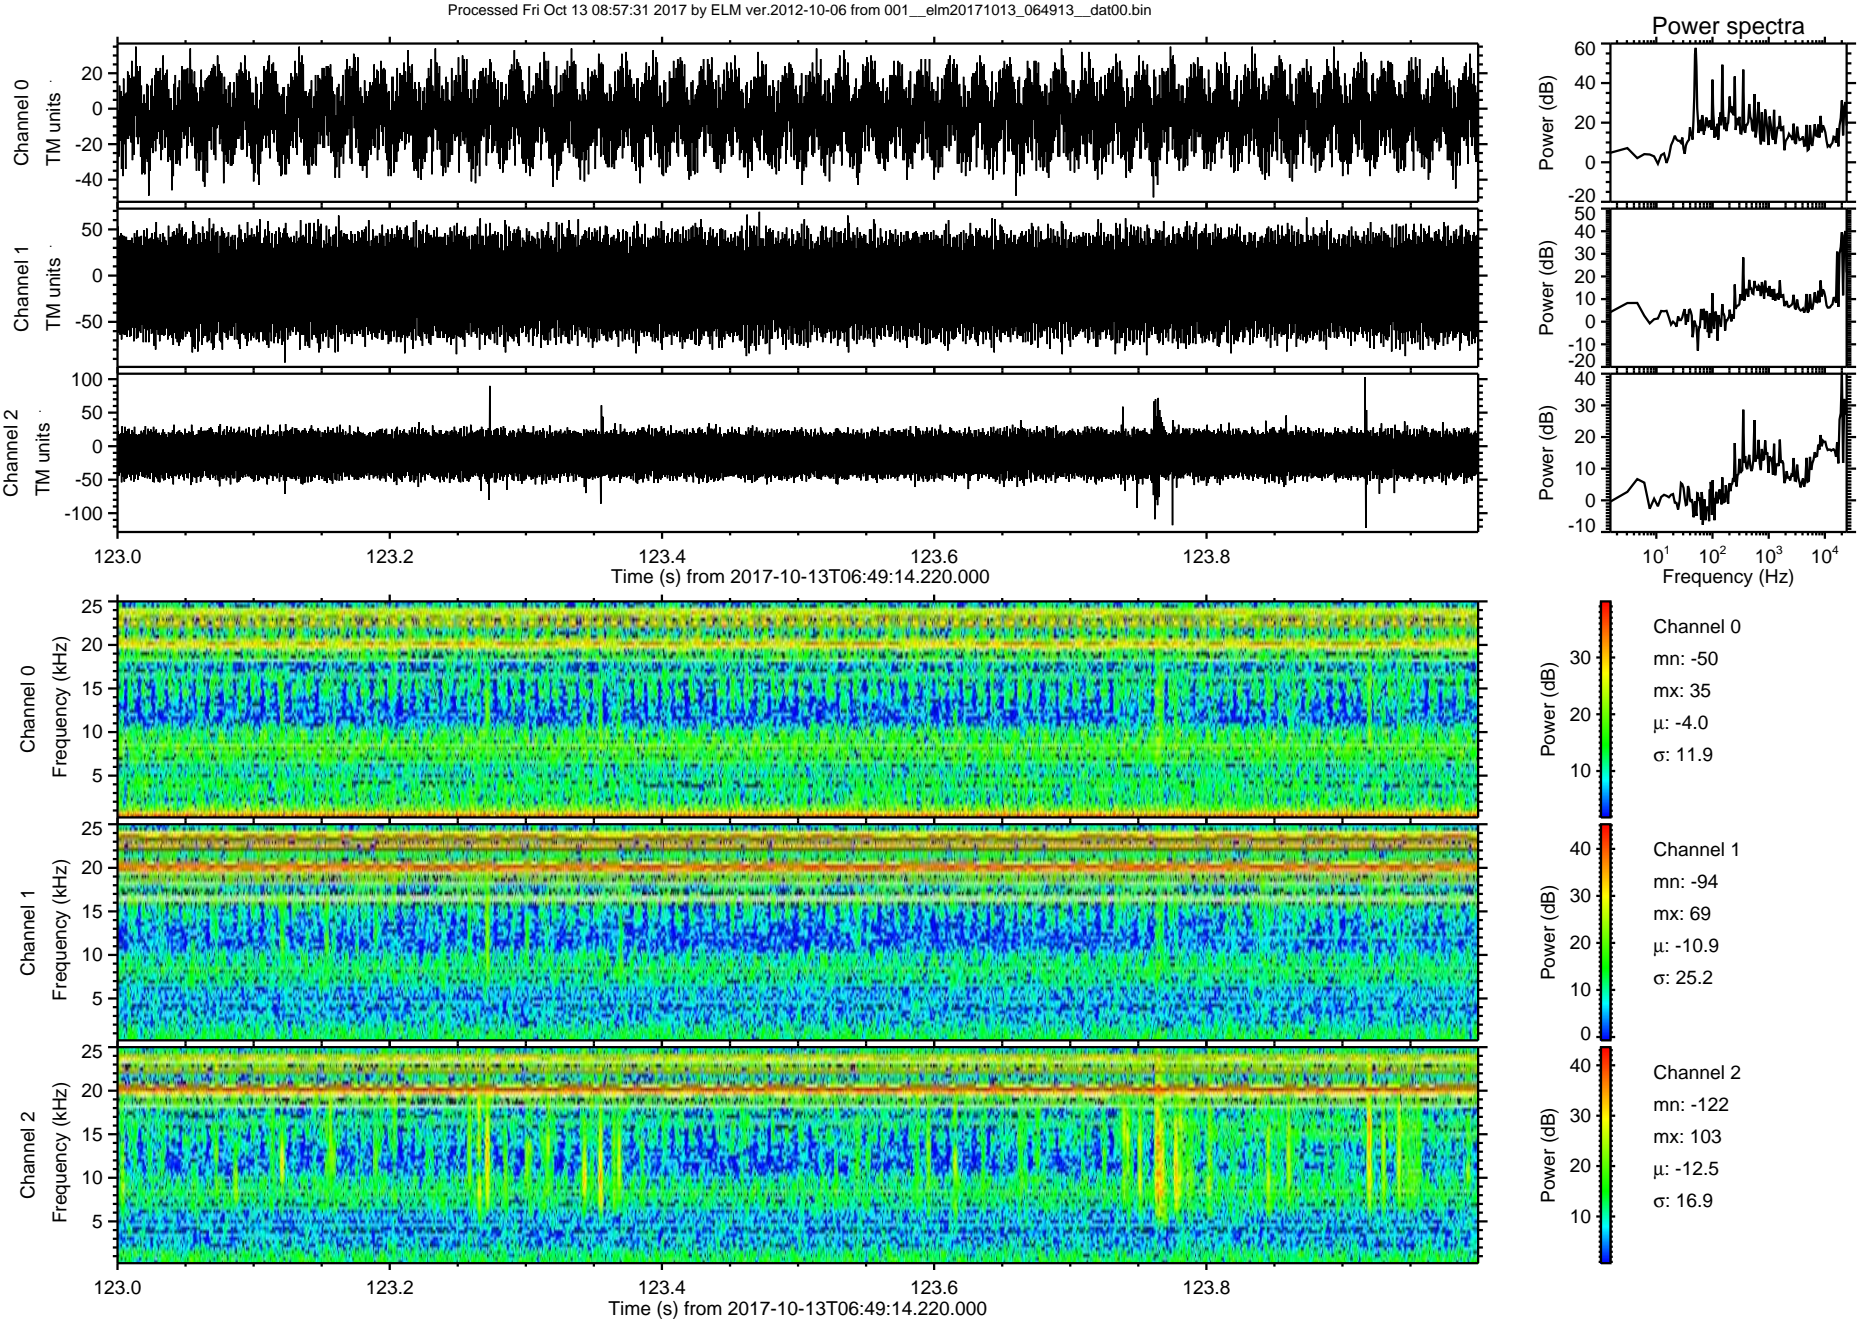 Processed Fri Oct 13 08:57:31 2017 by ELM ver.2012-10-06 from 001__elm20171013_064913__dat00.bin
Power spectra
Channel 0
TM units
20
0
-20
-40
Power (dB)
60
40
20
0
-20
Channel 1
TM units
50
0
-50
Power (dB)
50
40
30
20
10
0
-10
-20
Channel 2
TM units
100
50
0
-50
-100
Power (dB)
40
30
20
10
0
-10
123.0 123.2 123.4 123.6 123.8
Time (s) from 2017-10-13T06:49:14.220.000
10^1 10^2 10^3 10^4
Frequency (Hz)
Channel 0
Frequency (kHz)
25
20
15
10
5
Power (dB)
30
20
10
Channel 0
mn: -50
mx: 35
μ: -4.0
σ: 11.9
Channel 1
Frequency (kHz)
25
20
15
10
5
Power (dB)
40
30
20
10
0
Channel 1
mn: -94
mx: 69
μ: -10.9
σ: 25.2
Channel 2
Frequency (kHz)
25
20
15
10
5
Power (dB)
40
30
20
10
Channel 2
mn: -122
mx: 103
μ: -12.5
σ: 16.9
123.0 123.2 123.4 123.6 123.8
Time (s) from 2017-10-13T06:49:14.220.000